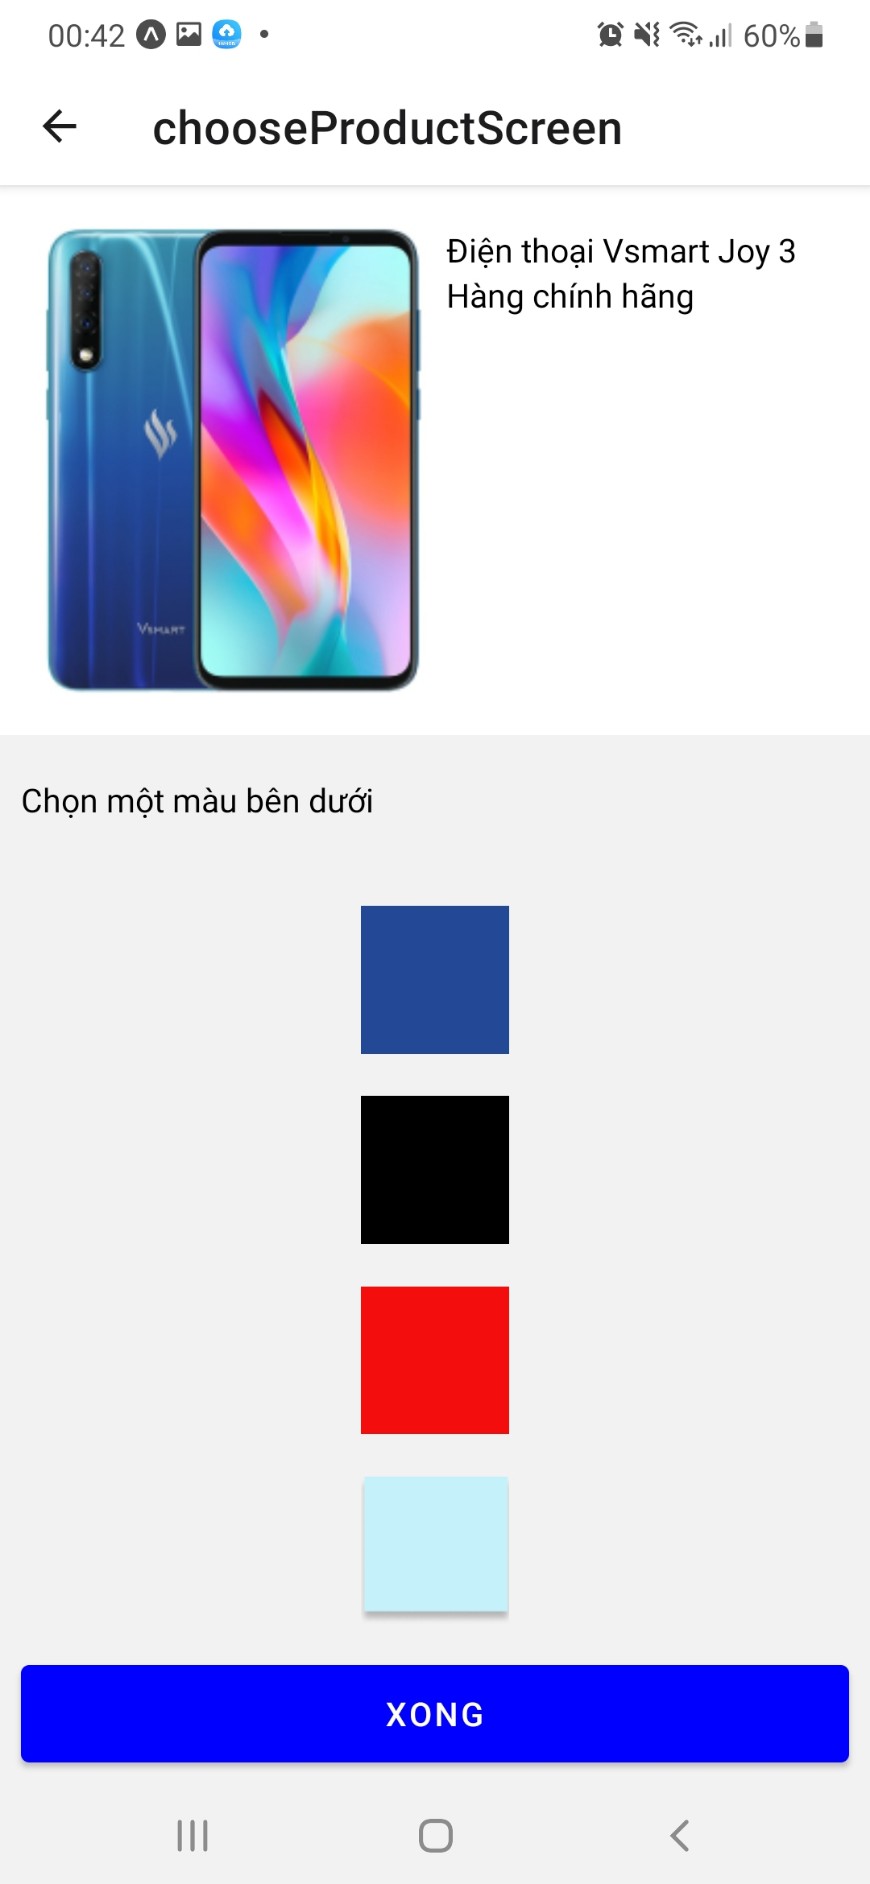 00:42
60%
chooseProductScreen
Điện thoại Vsmart Joy 3
Hàng chính hãng
VSMART
Chọn một màu bên dưới
XONG